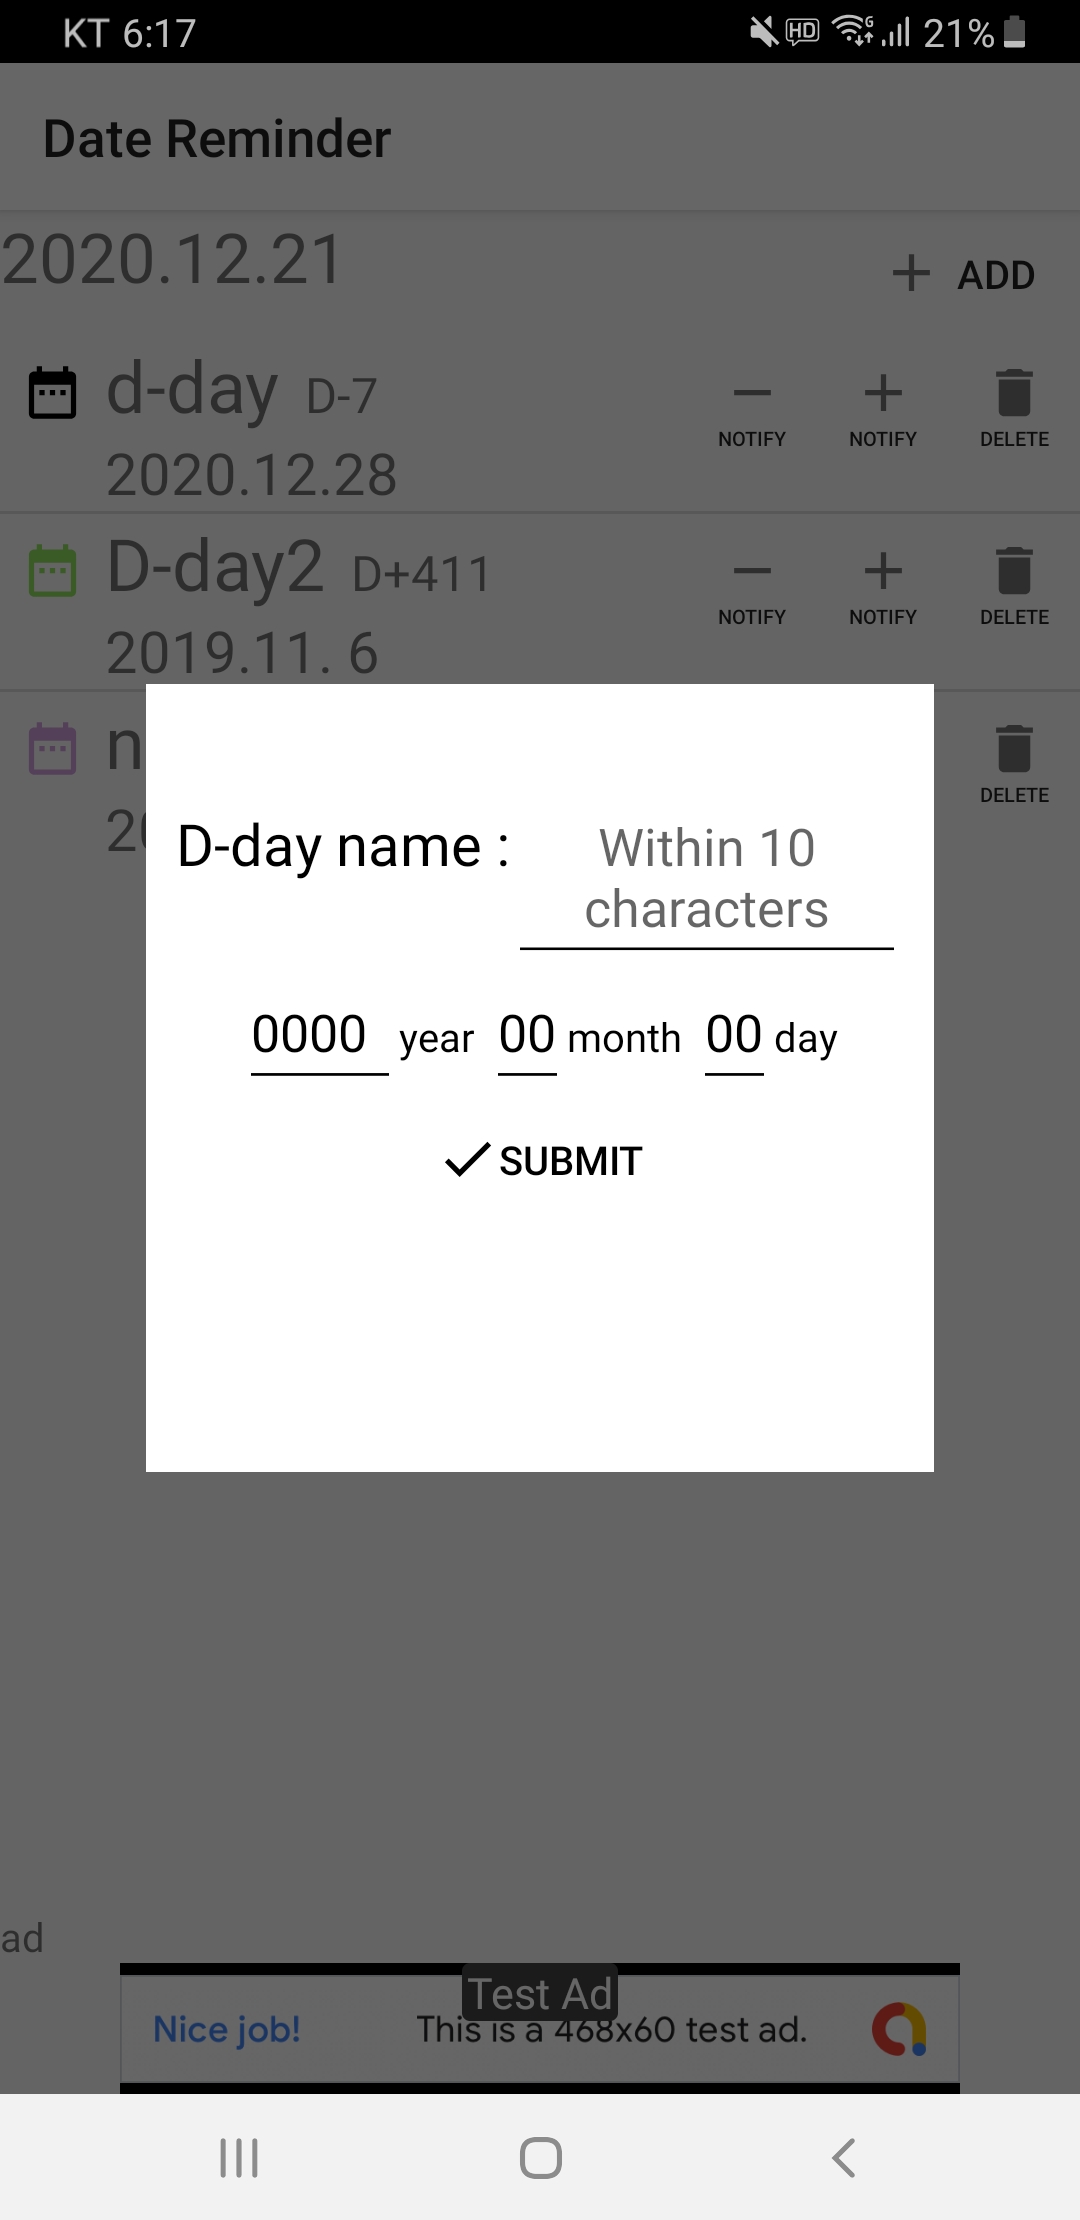 KT 6:17 HD 21%
Date Reminder
2020.12.21
ADD
d-day D-7
NOTIFY NOTIFY DELETE
2020.12.28
D-day2 D+411
NOTIFY NOTIFY DELETE
2019.11. 6
n
DELETE
D-day name : Within 10
characters
0000 year 00 month 00 day
SUBMIT
ad
Test Ad
Nice job! This is a 468x60 test ad.